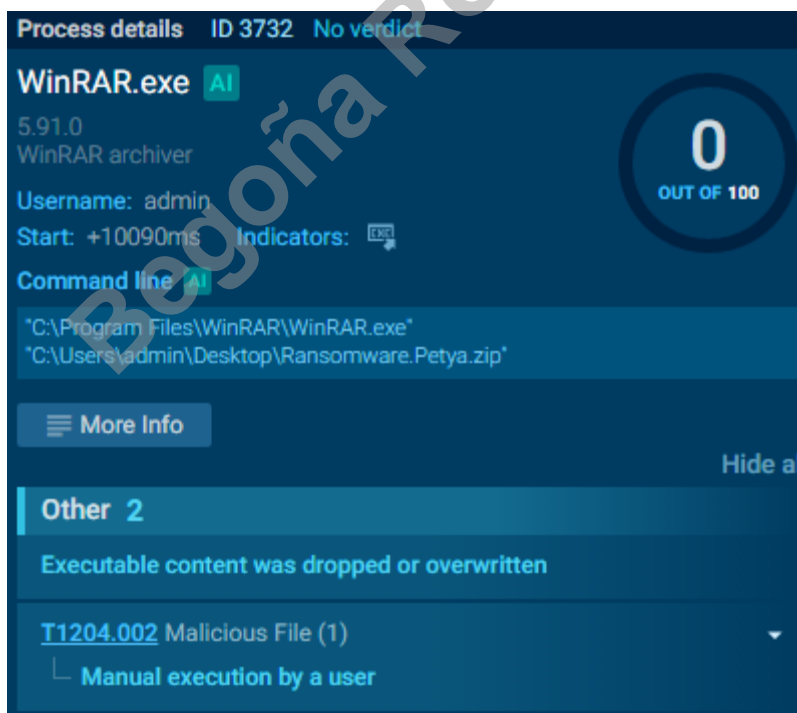 Process details ID 3732 No verdict
WinRAR.exe AI
5.91.0
WinRAR archiver
0
OUT OF 100
Username: admin
Start: +10090ms Indicators: EXE
Command line AI
"C:\Program Files\WinRAR\WinRAR.exe"
"C:\Users\admin\Desktop\Ransomware.Petya.zip"
More Info
Hide a
Other 2
Executable content was dropped or overwritten
T1204.002 Malicious File (1)
Manual execution by a user
Begoña